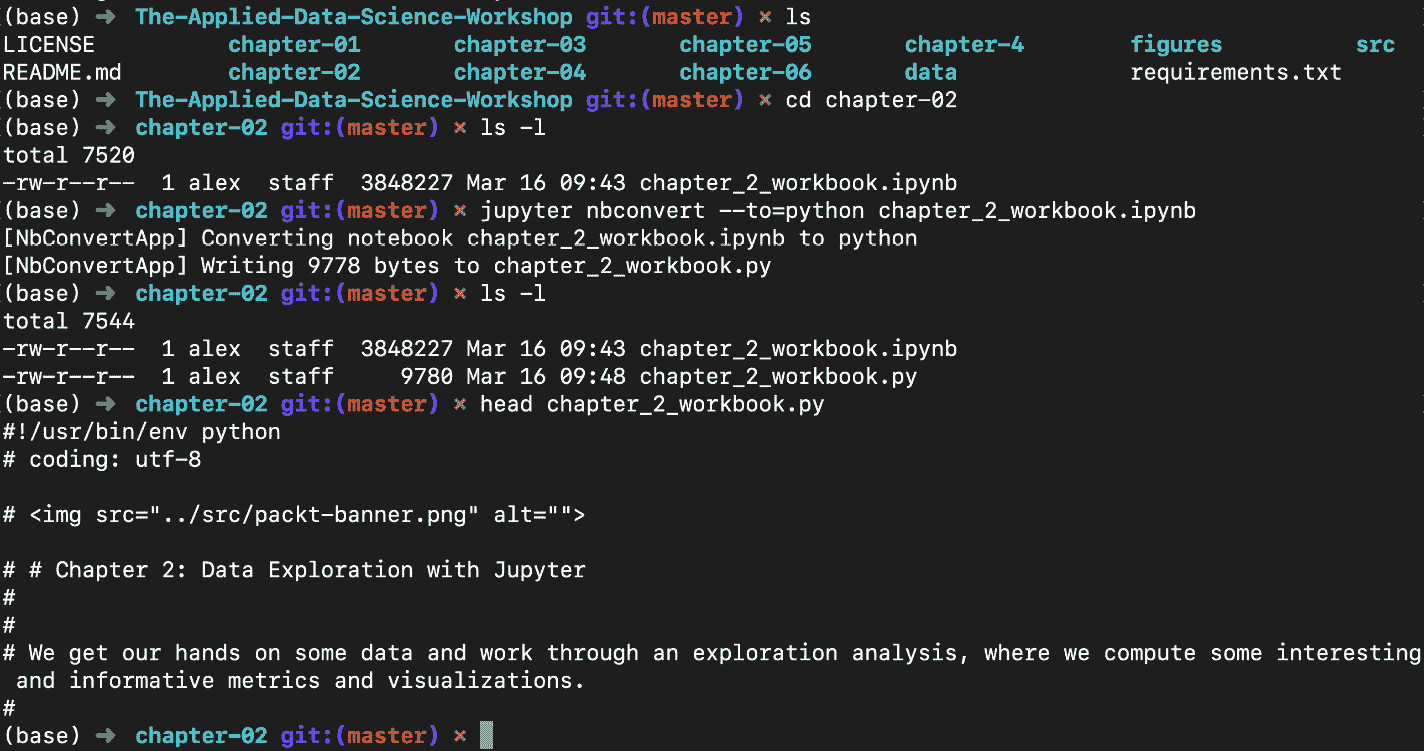 (base) ➜  The-Applied-Data-Science-Workshop git:(master) ✗ ls
LICENSE          chapter-01       chapter-03       chapter-05       chapter-4        figures          src
README.md        chapter-02       chapter-04       chapter-06       data             requirements.txt
(base) ➜  The-Applied-Data-Science-Workshop git:(master) ✗ cd chapter-02
(base) ➜  chapter-02 git:(master) ✗ ls -l
total 7520
-rw-r--r--  1 alex  staff  3848227 Mar 16 09:43 chapter_2_workbook.ipynb
(base) ➜  chapter-02 git:(master) ✗ jupyter nbconvert --to=python chapter_2_workbook.ipynb
[NbConvertApp] Converting notebook chapter_2_workbook.ipynb to python
[NbConvertApp] Writing 9778 bytes to chapter_2_workbook.py
(base) ➜  chapter-02 git:(master) ✗ ls -l
total 7544
-rw-r--r--  1 alex  staff  3848227 Mar 16 09:43 chapter_2_workbook.ipynb
-rw-r--r--  1 alex  staff     9780 Mar 16 09:48 chapter_2_workbook.py
(base) ➜  chapter-02 git:(master) ✗ head chapter_2_workbook.py
#!/usr/bin/env python
# coding: utf-8

# <img src="../src/packt-banner.png" alt="">

# # Chapter 2: Data Exploration with Jupyter
#
#
# We get our hands on some data and work through an exploration analysis, where we compute some interesting
 and informative metrics and visualizations.
#
(base) ➜  chapter-02 git:(master) ✗